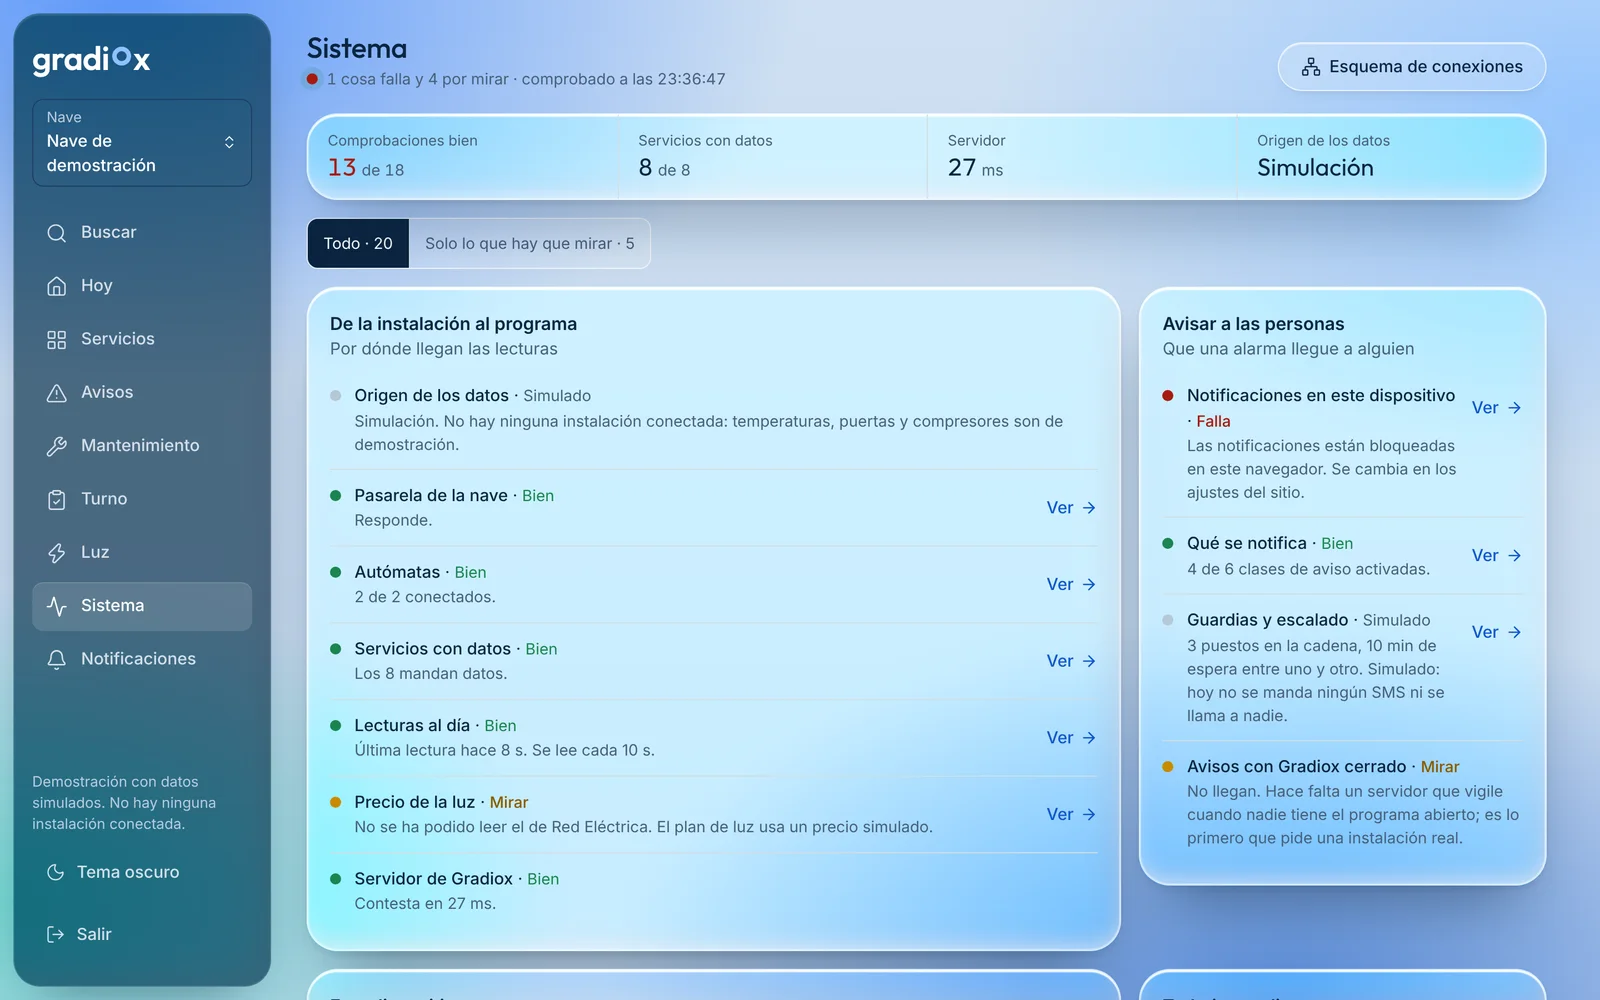 gradiox
Nave
Nave de
demostración
Buscar
Hoy
Servicios
Avisos
Mantenimiento
Turno
Luz
Sistema
Notificaciones
Demostración con datos
simulados. No hay ninguna
instalación conectada.
Tema oscuro
Salir
Sistema
1 cosa falla y 4 por mirar · comprobado a las 23:36:47
Esquema de conexiones
Comprobaciones bien
13 de 18
Servicios con datos
8 de 8
Servidor
27 ms
Origen de los datos
Simulación
Todo · 20
Solo lo que hay que mirar · 5
De la instalación al programa
Por dónde llegan las lecturas
Origen de los datos · Simulado
Simulación. No hay ninguna instalación conectada: temperaturas, puertas y compresores son de
demostración.
Pasarela de la nave · Bien
Responde.
Ver →
Autómatas · Bien
2 de 2 conectados.
Ver →
Servicios con datos · Bien
Los 8 mandan datos.
Ver →
Lecturas al día · Bien
Última lectura hace 8 s. Se lee cada 10 s.
Ver →
Precio de la luz · Mirar
No se ha podido leer el de Red Eléctrica. El plan de luz usa un precio simulado.
Ver →
Servidor de Gradiox · Bien
Contesta en 27 ms.
Avisar a las personas
Que una alarma llegue a alguien
Notificaciones en este dispositivo
· Falla
Las notificaciones están bloqueadas
en este navegador. Se cambia en los
ajustes del sitio.
Ver →
Qué se notifica · Bien
4 de 6 clases de aviso activadas.
Ver →
Guardias y escalado · Simulado
3 puestos en la cadena, 10 min de
espera entre uno y otro. Simulado:
hoy no se manda ningún SMS ni se
llama a nadie.
Ver →
Avisos con Gradiox cerrado · Mirar
No llegan. Hace falta un servidor que vigile
cuando nadie tiene el programa abierto; es lo
primero que pide una instalación real.